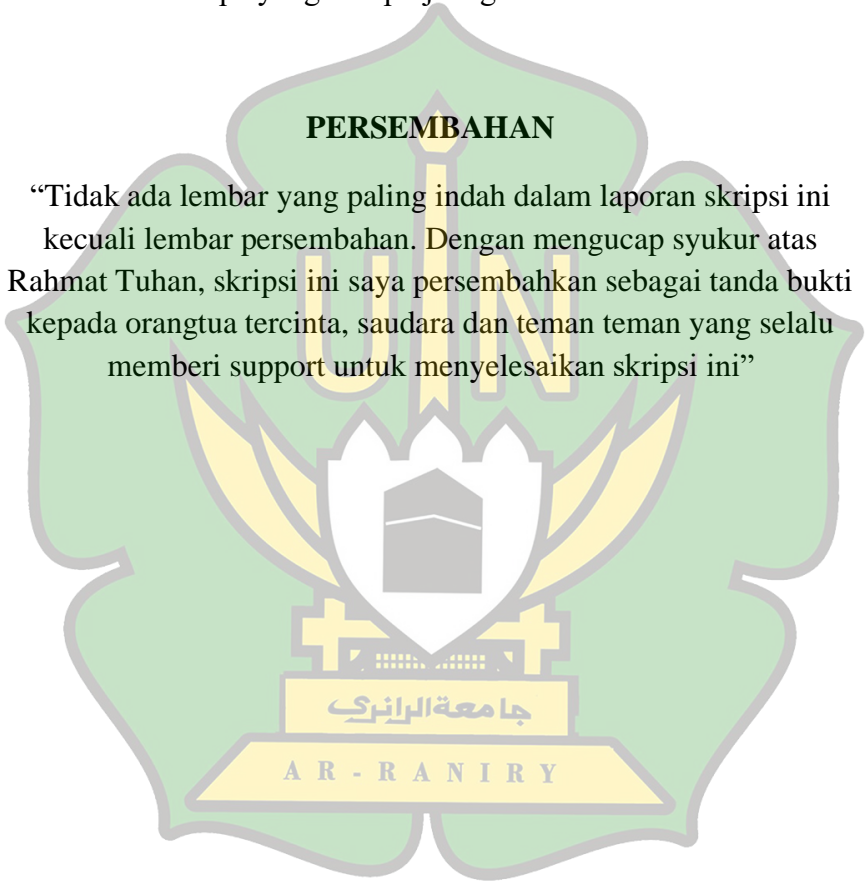 PERSEMBAHAN
“Tidak ada lembar yang paling indah dalam laporan skripsi ini
kecuali lembar persembahan. Dengan mengucap syukur atas
Rahmat Tuhan, skripsi ini saya persembahkan sebagai tanda bukti
kepada orangtua tercinta, saudara dan teman teman yang selalu
memberi support untuk menyelesaikan skripsi ini”
UIN
جامعة الرانري
AR-RANIRY